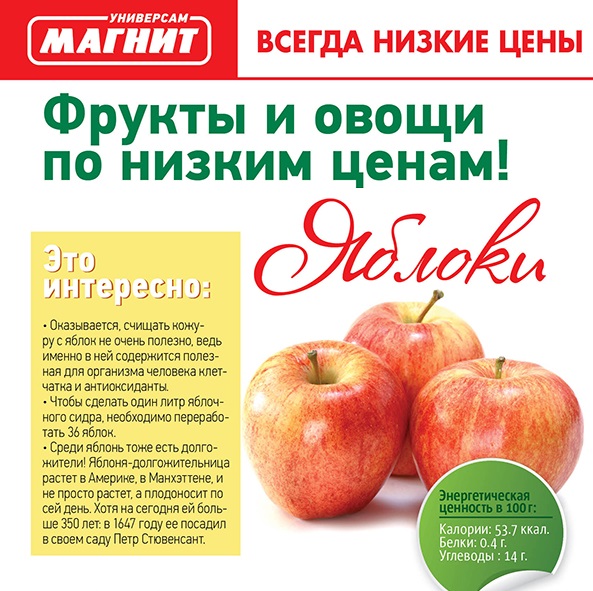 УНИВЕРСАМ
МАГНИТ
ВСЕГДА НИЗКИЕ ЦЕНЫ
Фрукты и овощи
по низким ценам!
Яблоки
Это
интересно:
• Оказывается, счищать кожу-
ру с яблок не очень полезно, ведь
именно в ней содержится полез-
ная для организма человека клет-
чатка и антиоксиданты.
• Чтобы сделать один литр яблоч-
ного сидра, необходимо перерабо-
тать 36 яблок.
• Среди яблонь тоже есть долго-
жители! Яблоня-долгожительница
растет в Америке, в Манхэттене, и
не просто растет, а плодоносит по
сей день. Хотя на сегодня ей боль-
ше 350 лет: в 1647 году ее посадил
в своем саду Петр Стювенсант.
Энергетическая
ценность в 100 г:
Калории: 53.7 ккал.
Белки: 0.4 г.
Углеводы : 14 г.